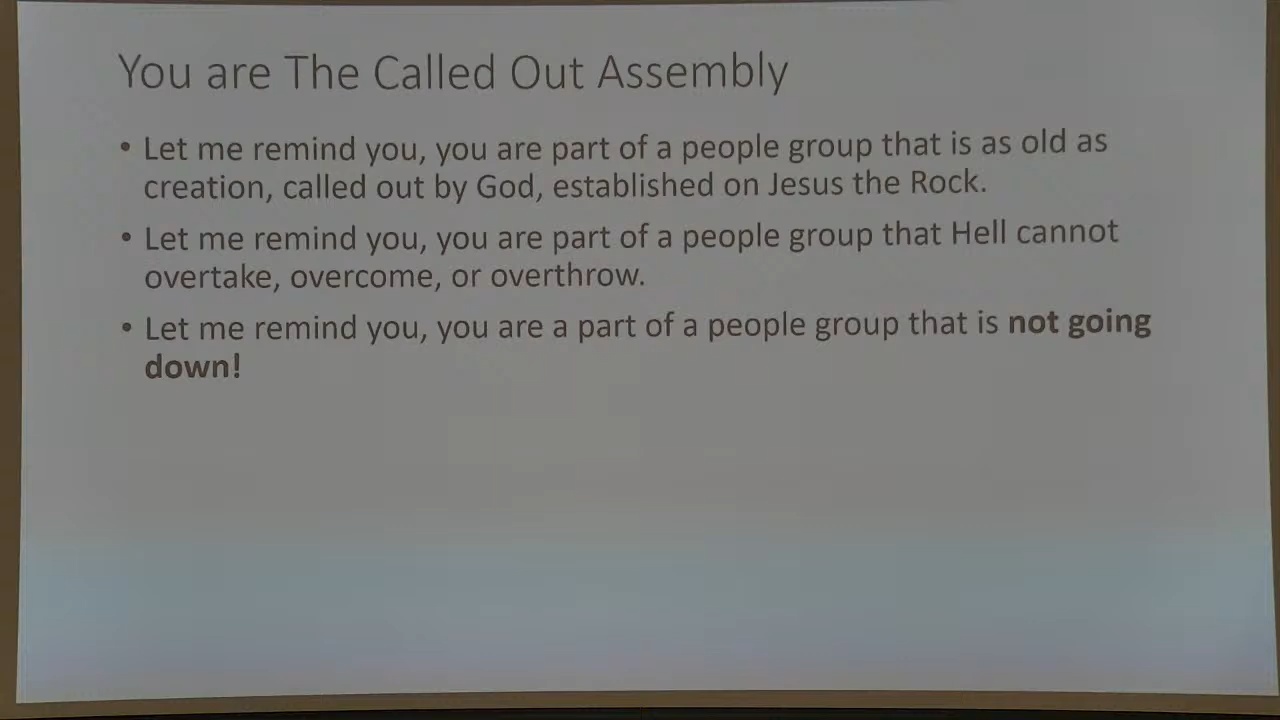 You are The Called Out Assembly
• Let me remind you, you are part of a people group that is as old as
creation, called out by God, established on Jesus the Rock.
• Let me remind you, you are part of a people group that Hell cannot
overtake, overcome, or overthrow.
• Let me remind you, you are a part of a people group that is not going
down!